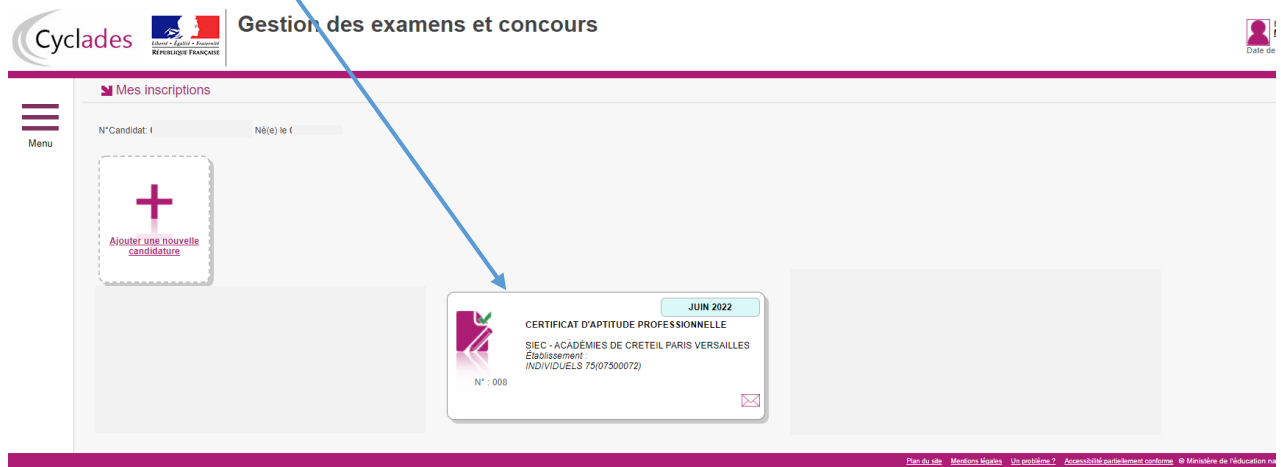 Cyclades
Liberté • Égalité • Fraternité
RÉPUBLIQUE FRANÇAISE
Gestion des examens et concours
Date de
Mes inscriptions
Menu
N°Candidat: Né(e) le
Ajouter une nouvelle
candidature
JUIN 2022
CERTIFICAT D'APTITUDE PROFESSIONNELLE
SIEC - ACADÉMIES DE CRETEIL PARIS VERSAILLES
Établissement :
INDIVIDUELS 75(07500072)
N° : 008
Plan du site Mentions légales Un problème ? Accessibilité partiellement conforme © Ministère de l'éducation na